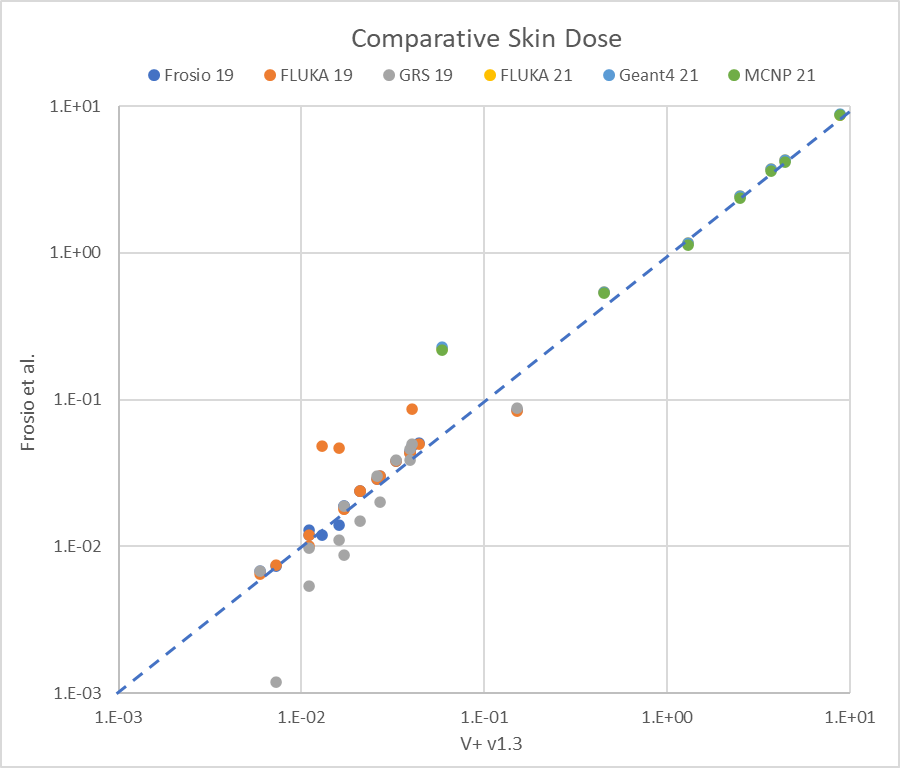 Comparative Skin Dose
Frosio 19 FLUKA 19 GRS 19 FLUKA 21 Geant4 21 MCNP 21
1.E+01
1.E+00
1.E-01
1.E-02
1.E-03
Frosio et al.
1.E-03 1.E-02 1.E-01 1.E+00 1.E+01
V+ v1.3